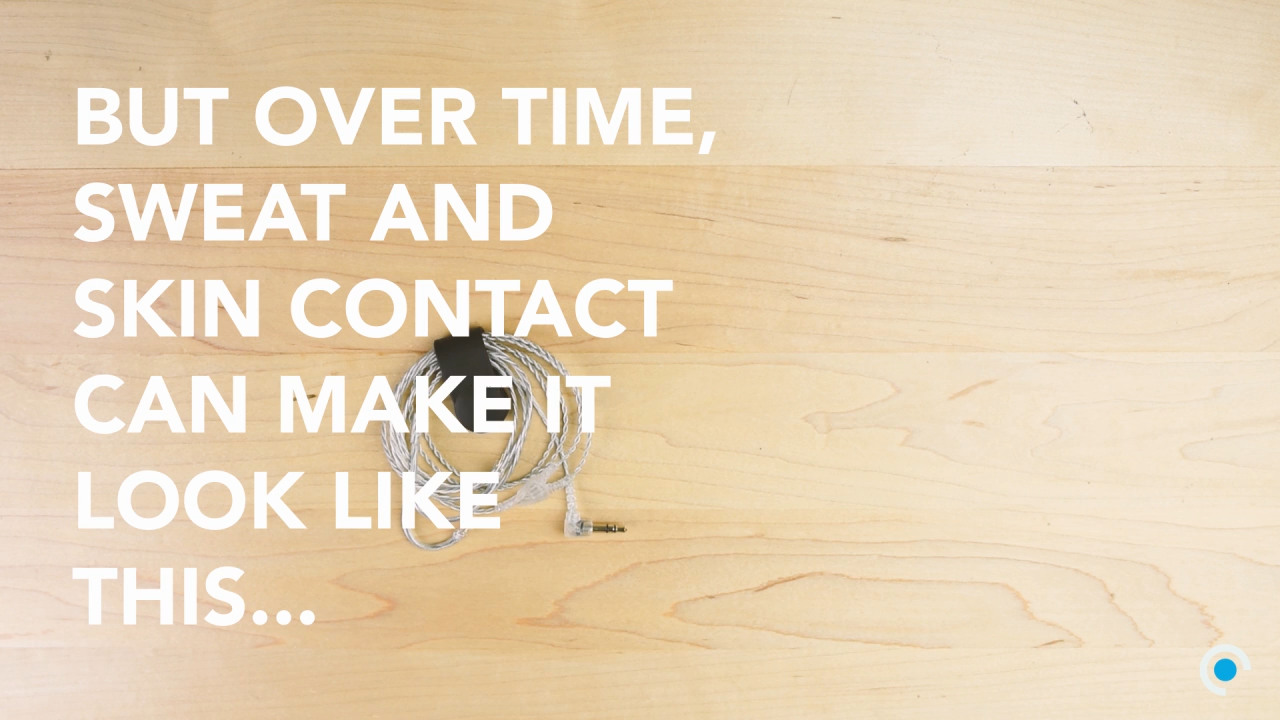 BUT OVER TIME,
SWEAT AND
SKIN CONTACT
CAN MAKE IT
LOOK LIKE
THIS...